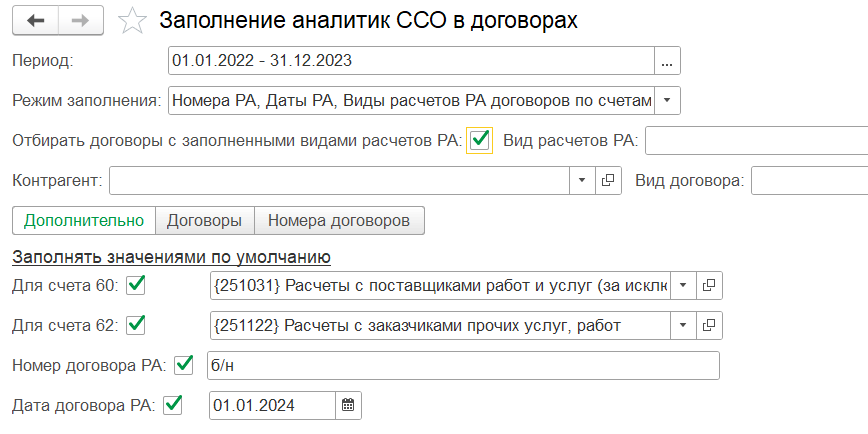 Заполнение аналитик ССО в договорах
Период: 01.01.2022 - 31.12.2023 ...
Режим заполнения: Номера РА, Даты РА, Виды расчетов РА договоров по счетам
Отбирать договоры с заполненными видами расчетов РА: Вид расчетов РА:
Контрагент: Вид договора:
Дополнительно Договоры Номера договоров
Заполнять значениями по умолчанию
Для счета 60: {251031} Расчеты с поставщиками работ и услуг (за исклю
Для счета 62: {251122} Расчеты с заказчиками прочих услуг, работ
Номер договора РА: б/н
Дата договора РА: 01.01.2024